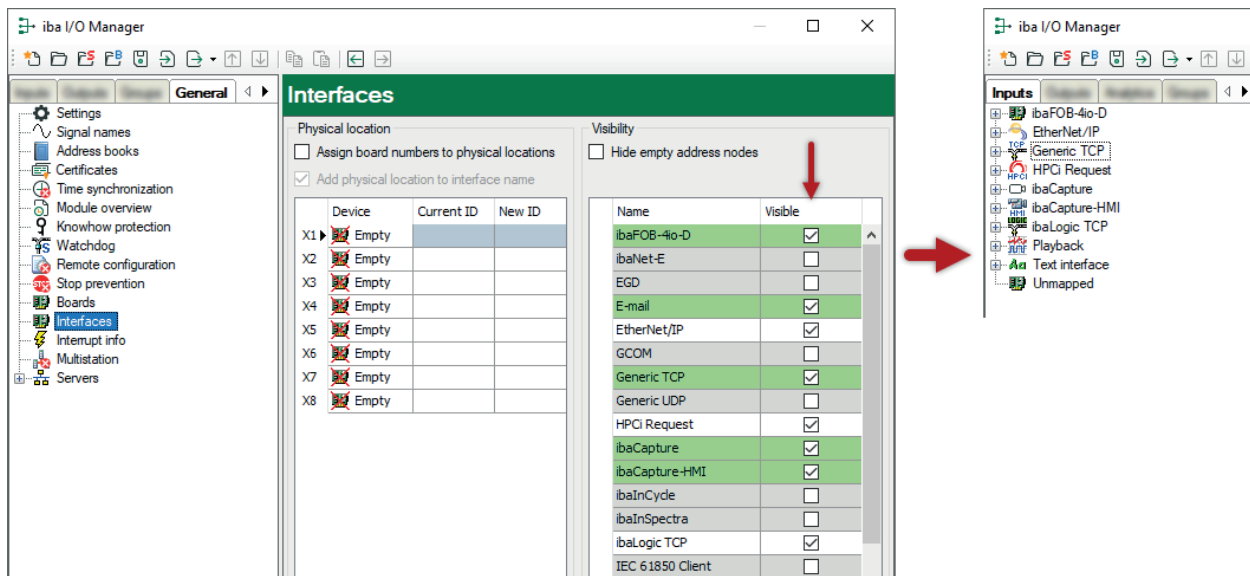 iba I/O Manager
General
Settings
Signal names
Address books
Certificates
Time synchronization
Module overview
Knowhow protection
Watchdog
Remote configuration
Stop prevention
Boards
Interfaces
Interrupt info
Multistation
Servers
Interfaces
Physical location
Assign board numbers to physical locations
Add physical location to interface name
Device Current ID New ID
X1 Empty
X2 Empty
X3 Empty
X4 Empty
X5 Empty
X6 Empty
X7 Empty
X8 Empty
Visibility
Hide empty address nodes
Name Visible
ibaFOB-4io-D
ibaNet-E
EGD
E-mail
EtherNet/IP
GCOM
Generic TCP
Generic UDP
HPCi Request
ibaCapture
ibaCapture-HMI
ibaInCycle
ibaInSpectra
ibaLogic TCP
IEC 61850 Client
iba I/O Manager
Inputs
ibaFOB-4io-D
EtherNet/IP
Generic TCP
HPCi Request
ibaCapture
ibaCapture-HMI
ibaLogic TCP
Playback
Text interface
Unmapped